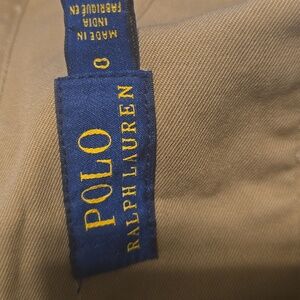 POLO
RALPH LAUREN
8
MADE IN
INDIA
FABRIQUÉ EN